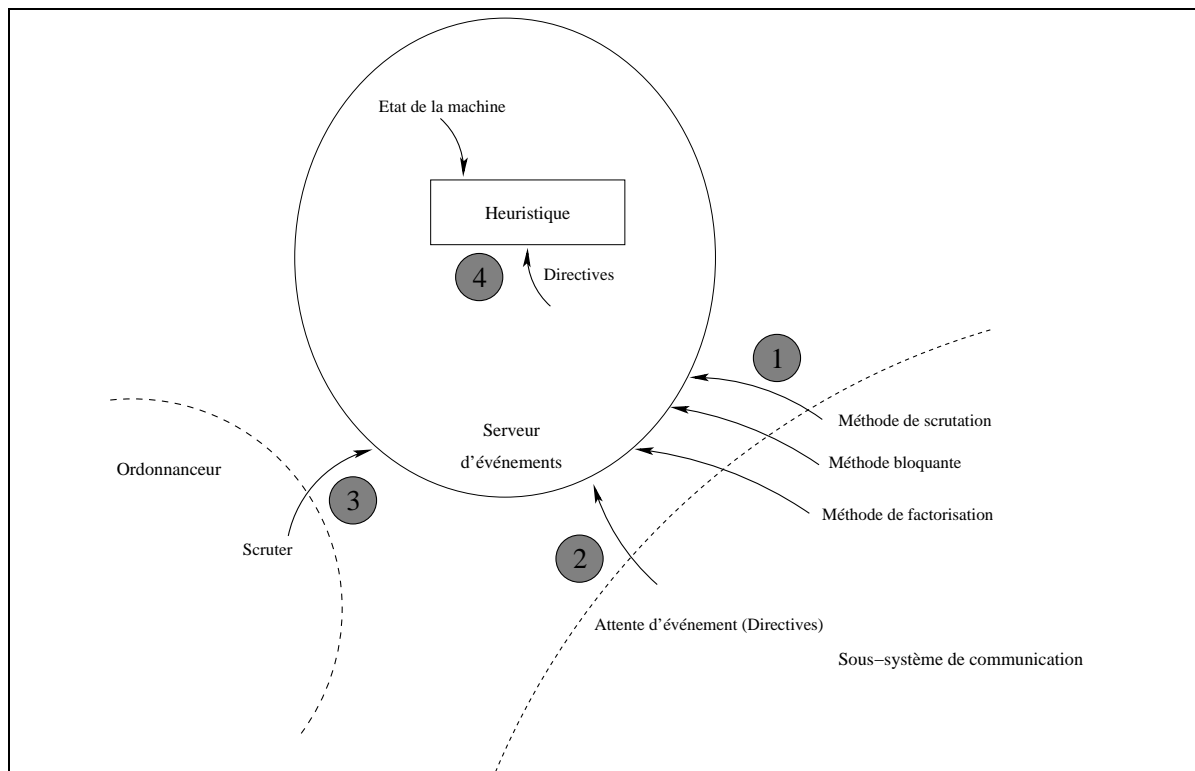 Etat de la machine
Heuristique
4
Directives
1
Méthode de scrutation
Serveur
d'événements
Méthode bloquante
Ordonnanceur
3
Méthode de factorisation
Scruter
2
Attente d'événement (Directives)
Sous−système de communication